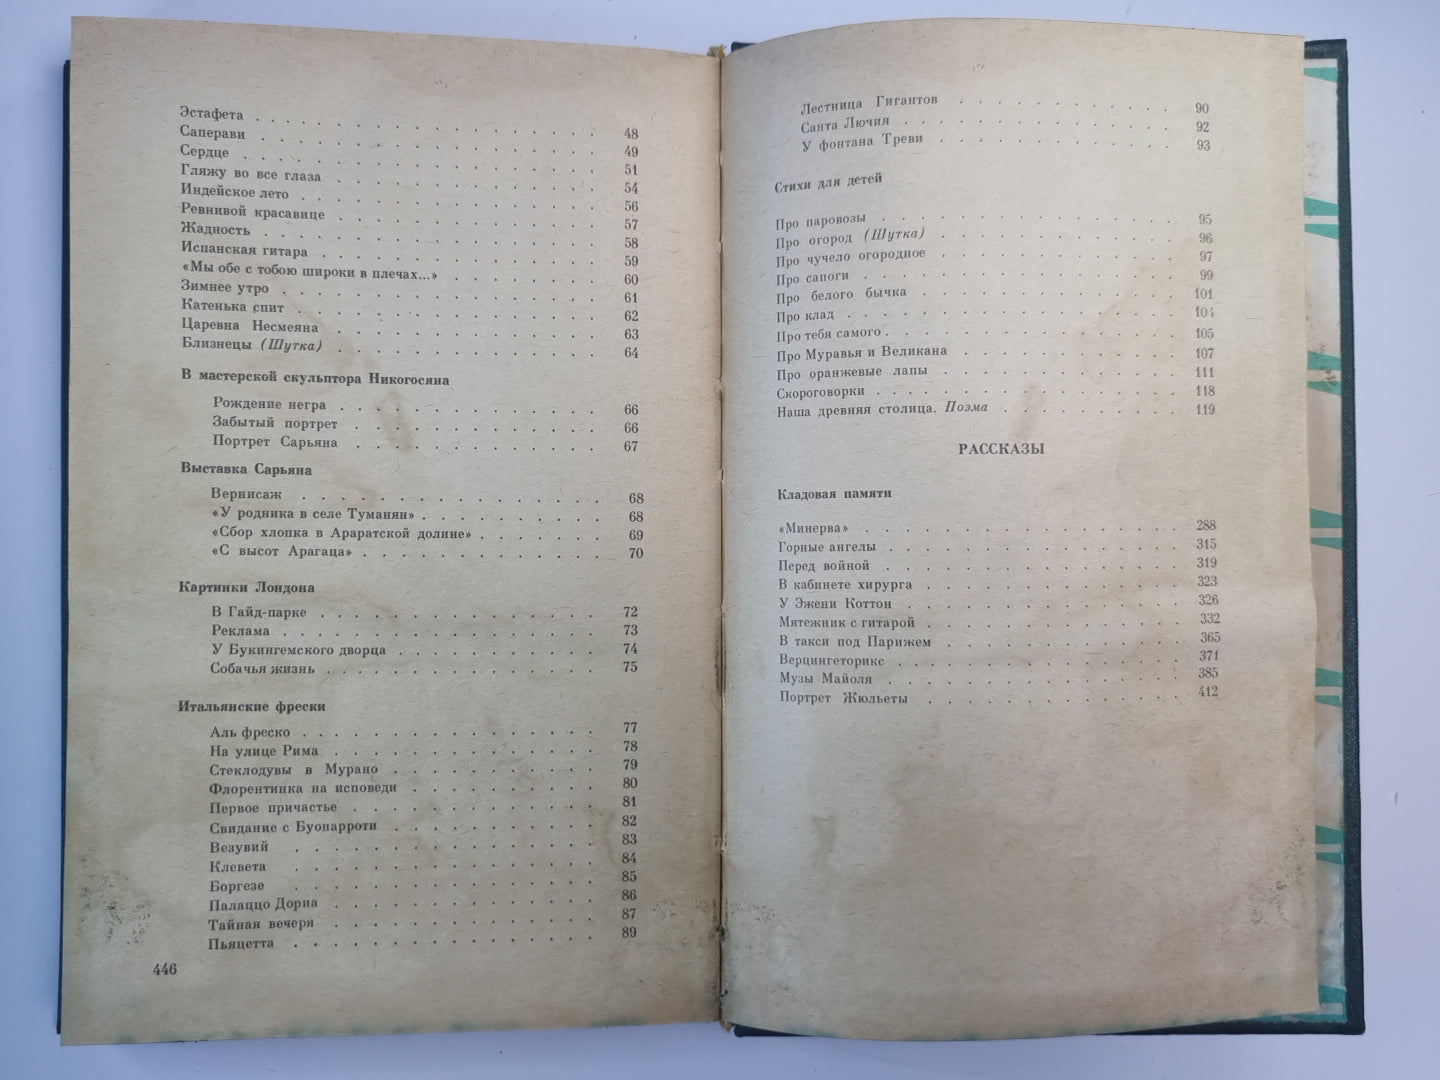 Эстафета . . . . . . . . . . . . . . . . . . 48
Саперави . . . . . . . . . . . . . . . . . . 49
Сердце . . . . . . . . . . . . . . . . . . 51
Гляжу во все глаза . . . . . . . . . . . . . . 54
Индейское лето . . . . . . . . . . . . . . . . 56
Ревнивой красавице . . . . . . . . . . . . . . 57
Жадность . . . . . . . . . . . . . . . . . . 58
Испанская гитара . . . . . . . . . . . . . . . 59
«Мы обе с тобою широки в плечах...» . . . . . . . . 60
Зимнее утро . . . . . . . . . . . . . . . . . 61
Катенька спит . . . . . . . . . . . . . . . . 62
Царевна Несмеяна . . . . . . . . . . . . . . 63
Близнецы (Шутка) . . . . . . . . . . . . . . 64
В мастерской скульптора Никогосяна
Рождение негра . . . . . . . . . . . . . . 66
Забытый портрет . . . . . . . . . . . . . 66
Портрет Сарьяна . . . . . . . . . . . . . 67
Выставка Сарьяна
Вернисаж . . . . . . . . . . . . . . . . 68
«У родника в селе Туманян» . . . . . . . . . . 68
«Сбор хлопка в Араратской долине» . . . . . . . 69
«С высот Арагаца» . . . . . . . . . . . . . 70
Картинки Лондона
В Гайд-парке . . . . . . . . . . . . . . . 72
Реклама . . . . . . . . . . . . . . . . . 73
У Букингемского дворца . . . . . . . . . . . 74
Собачья жизнь . . . . . . . . . . . . . . 75
Итальянские фрески
Аль фреско . . . . . . . . . . . . . . . . 77
На улице Рима . . . . . . . . . . . . . . 78
Стеклодувы в Мурано . . . . . . . . . . . 79
Флорентинка на исповеди . . . . . . . . . . 80
Первое причастье . . . . . . . . . . . . . 81
Свидание с Буонарроти . . . . . . . . . . . 82
Везувий . . . . . . . . . . . . . . . . 83
Клевета . . . . . . . . . . . . . . . . 84
Боргезе . . . . . . . . . . . . . . . . 85
Палаццо Дориа . . . . . . . . . . . . . . 86
Тайная вечеря . . . . . . . . . . . . . . 87
Пьяцетта . . . . . . . . . . . . . . . . 89
446
Лестница Гигантов . . . . . . . . . . . 90
Санта Лючия . . . . . . . . . . . . . . 92
У фонтана Треви . . . . . . . . . . . . 93
Стихи для детей
Про паровозы . . . . . . . . . . . . . . . 95
Про огород (Шутка) . . . . . . . . . . . . 96
Про чучело огородное . . . . . . . . . . . . 97
Про сапоги . . . . . . . . . . . . . . . . 99
Про белого бычка . . . . . . . . . . . . . 101
Про клад . . . . . . . . . . . . . . . . . 104
Про тебя самого . . . . . . . . . . . . . . . 105
Про Муравья и Великана . . . . . . . . . . . 107
Про оранжевые лапы . . . . . . . . . . . . 111
Скороговорки . . . . . . . . . . . . . . . 118
Наша древняя столица. Поэма . . . . . . . . . 119
РАССКАЗЫ
Кладовая памяти
«Минерва» . . . . . . . . . . . . . . . . 288
Горные ангелы . . . . . . . . . . . . . . . 315
Перед войной . . . . . . . . . . . . . . . 319
В кабинете хирурга . . . . . . . . . . . . . 323
У Эжени Коттон . . . . . . . . . . . . . . 326
Мятежник с гитарой . . . . . . . . . . . . . 332
В такси под Парижем . . . . . . . . . . . . 365
Верцингеторикс . . . . . . . . . . . . . . . 371
Музы Майоля . . . . . . . . . . . . . . . 385
Портрет Жюльеты . . . . . . . . . . . . . 412